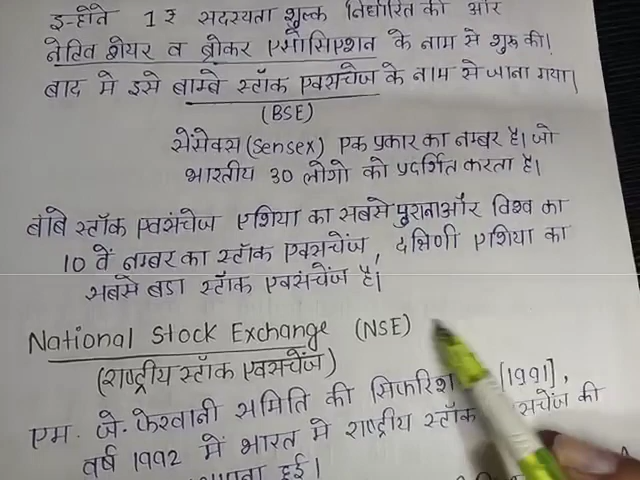 इन्होंने 1₹ सदस्यता शुल्क निर्धारित की और
नेटिव शेयर व ब्रोकर एसोसिएशन के नाम से शुरू की।
बाद मे इसे बाम्बे स्टॉक एक्सचेंज के नाम से जाना गया।
(BSE)
सेंसेक्स (Sensex) एक प्रकार का नम्बर है। जो
भारतीय 30 लोगो को प्रदर्शित करता है।
बांबे स्टॉक एक्सचेंज एशिया का सबसे पुराना और विश्व का
10 वें नम्बर का स्टॉक एक्सचेंज, दक्षिणी एशिया का
सबसे बडा स्टॉक एक्सचेंज है।
National Stock Exchange (NSE)
(राष्ट्रीय स्टॉक एक्सचेंज)
एम. जे. फेरवानी समिति की सिफारिश [1991],
वर्ष 1992 में भारत मे राष्ट्रीय स्टॉक की
हुई।